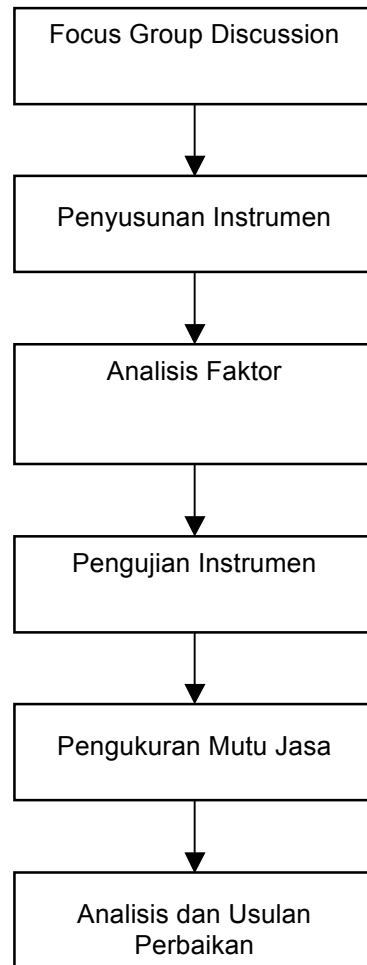 Focus Group Discussion
Penyusunan Instrumen
Analisis Faktor
Pengujian Instrumen
Pengukuran Mutu Jasa
Analisis dan Usulan
Perbaikan